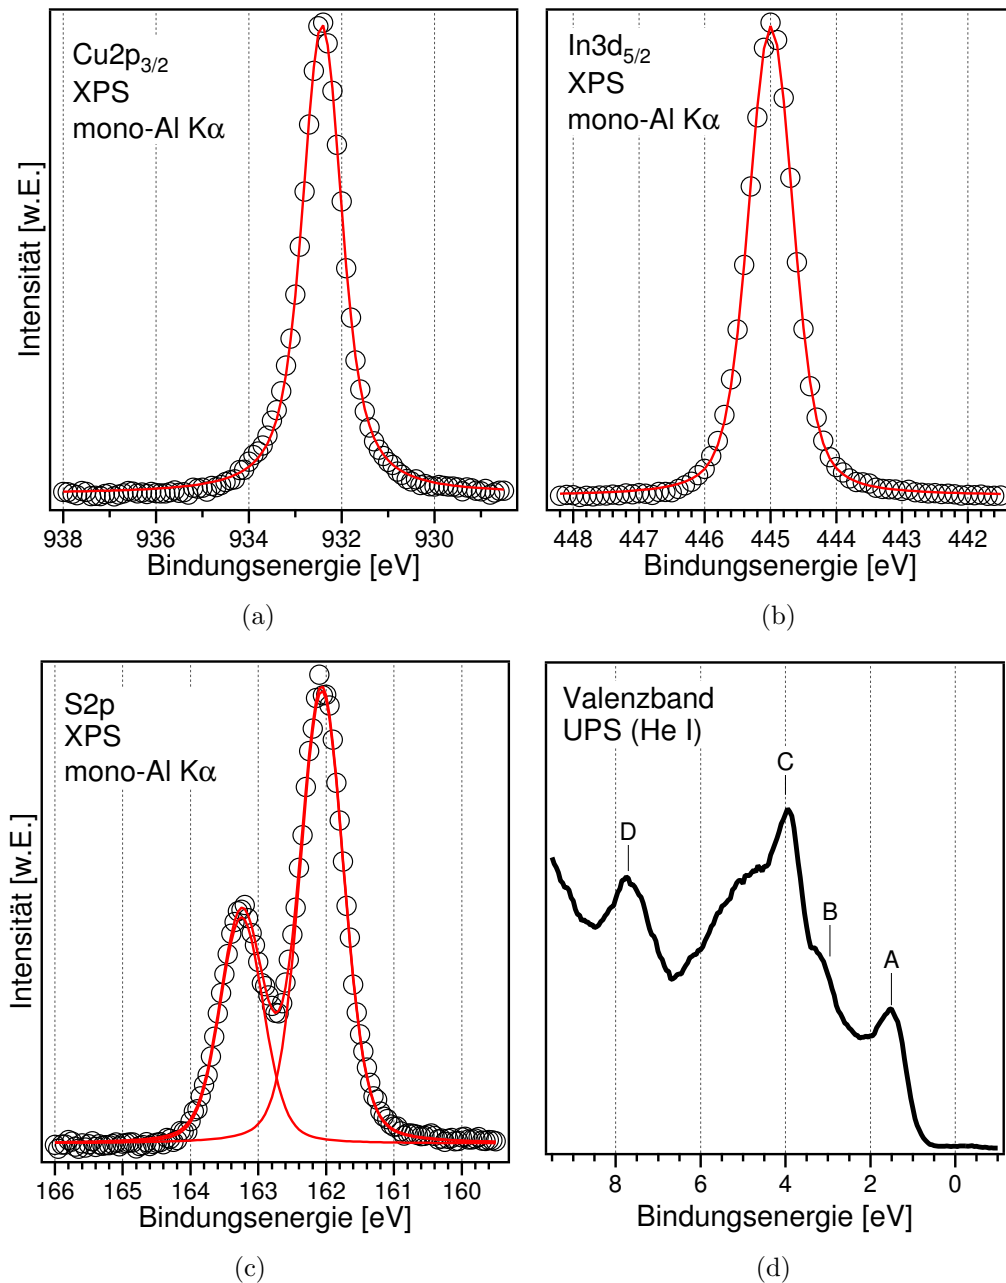 Cu2p3/2
XPS
mono-Al Kα
Intensität [w.E.]
938 936 934 932 930
Bindungsenergie [eV]
(a)
In3d5/2
XPS
mono-Al Kα
448 447 446 445 444 443 442
Bindungsenergie [eV]
(b)
S2p
XPS
mono-Al Kα
Intensität [w.E.]
166 165 164 163 162 161 160
Bindungsenergie [eV]
(c)
Valenzband
UPS (He I)
C
D
B
A
8 6 4 2 0
Bindungsenergie [eV]
(d)